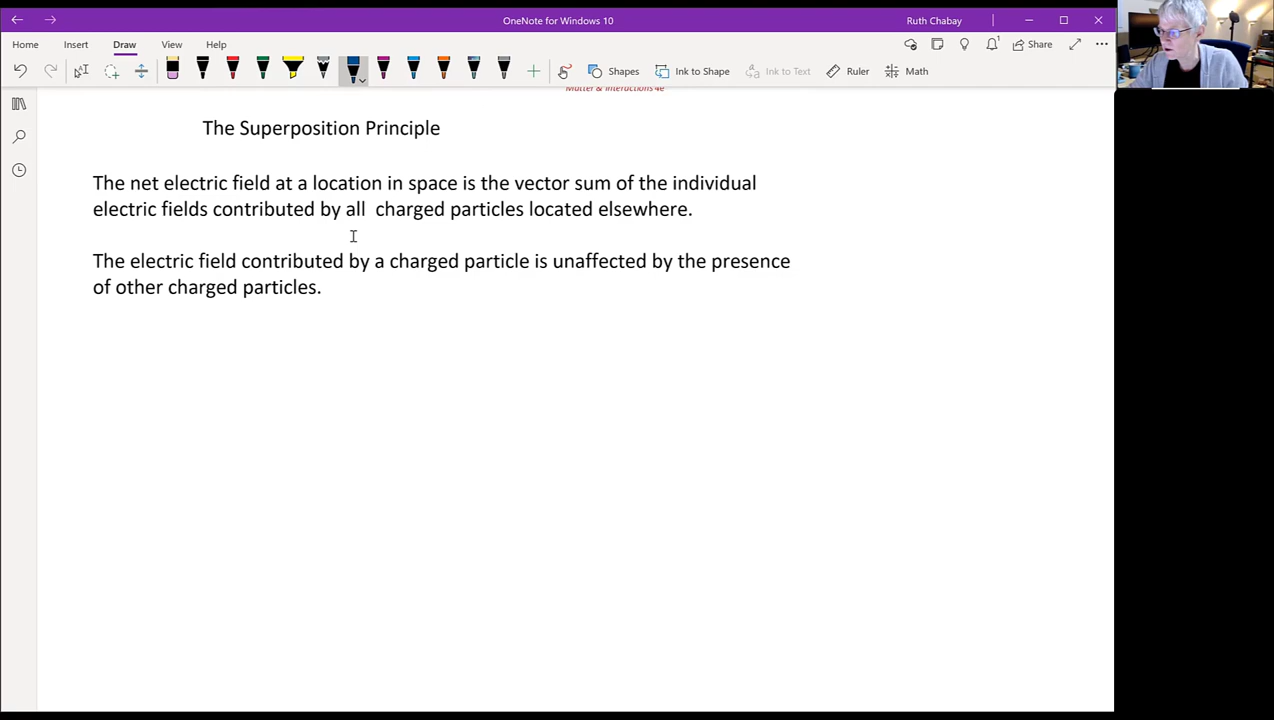 OneNote for Windows 10
Ruth Chabay
Home Insert Draw View Help
Share
Shapes Ink to Shape Ink to Text Ruler Math
Matter & Interactions 4e
The Superposition Principle
The net electric field at a location in space is the vector sum of the individual
electric fields contributed by all charged particles located elsewhere.
The electric field contributed by a charged particle is unaffected by the presence
of other charged particles.